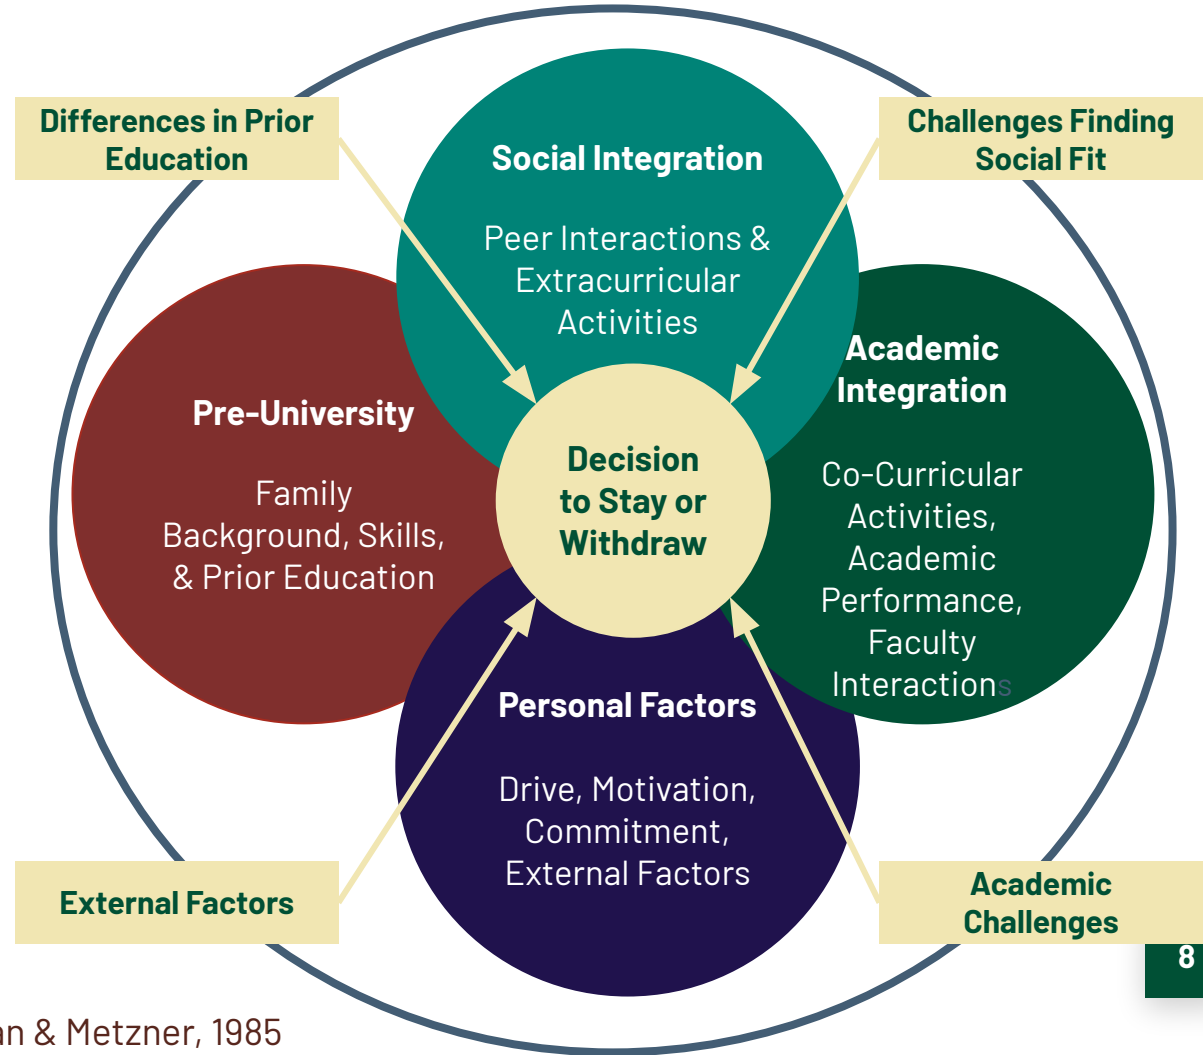 Differences in Prior
Education
Challenges Finding
Social Fit
Social Integration
Peer Interactions &
Extracurricular
Activities
Pre-University
Family
Background, Skills,
& Prior Education
Decision
to Stay or
Withdraw
Academic
Integration
Co-Curricular
Activities,
Academic
Performance,
Faculty
Interactions
Personal Factors
Drive, Motivation,
Commitment,
External Factors
External Factors
Academic
Challenges
8
& Metzner, 1985